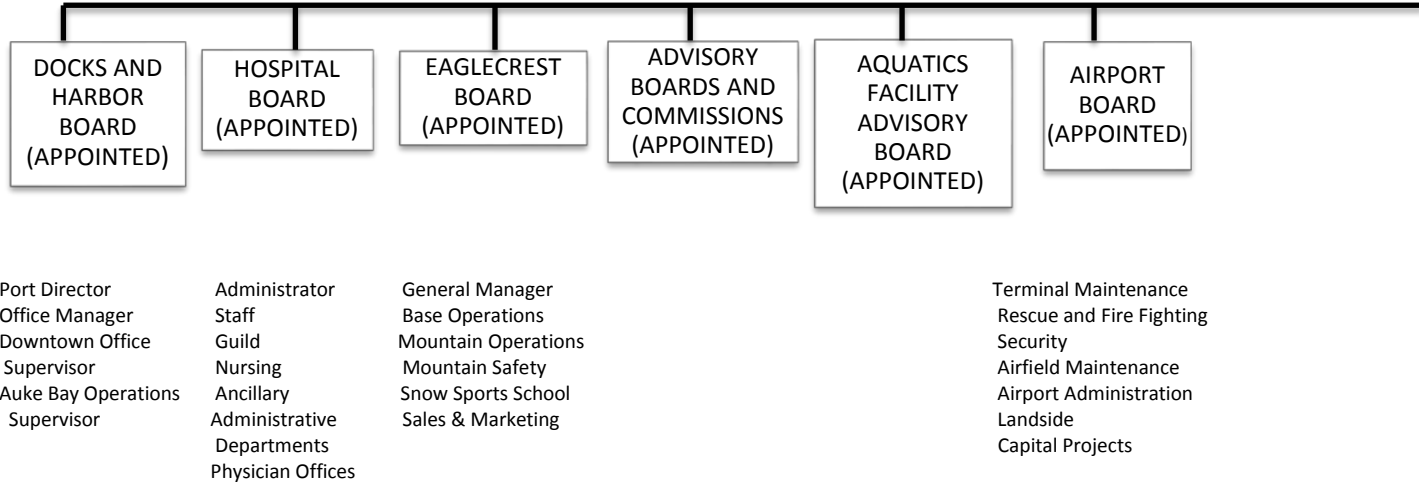 DOCKS AND
HARBOR
BOARD
(APPOINTED)
HOSPITAL
BOARD
(APPOINTED)
EAGLECREST
BOARD
(APPOINTED)
ADVISORY
BOARDS AND
COMMISSIONS
(APPOINTED)
AQUATICS
FACILITY
ADVISORY
BOARD
(APPOINTED)
AIRPORT
BOARD
(APPOINTED)
Port Director
Office Manager
Downtown Office
Supervisor
Auke Bay Operations
Supervisor
Administrator
Staff
Guild
Nursing
Ancillary
Administrative
Departments
Physician Offices
General Manager
Base Operations
Mountain Operations
Mountain Safety
Snow Sports School
Sales & Marketing
Terminal Maintenance
Rescue and Fire Fighting
Security
Airfield Maintenance
Airport Administration
Landside
Capital Projects